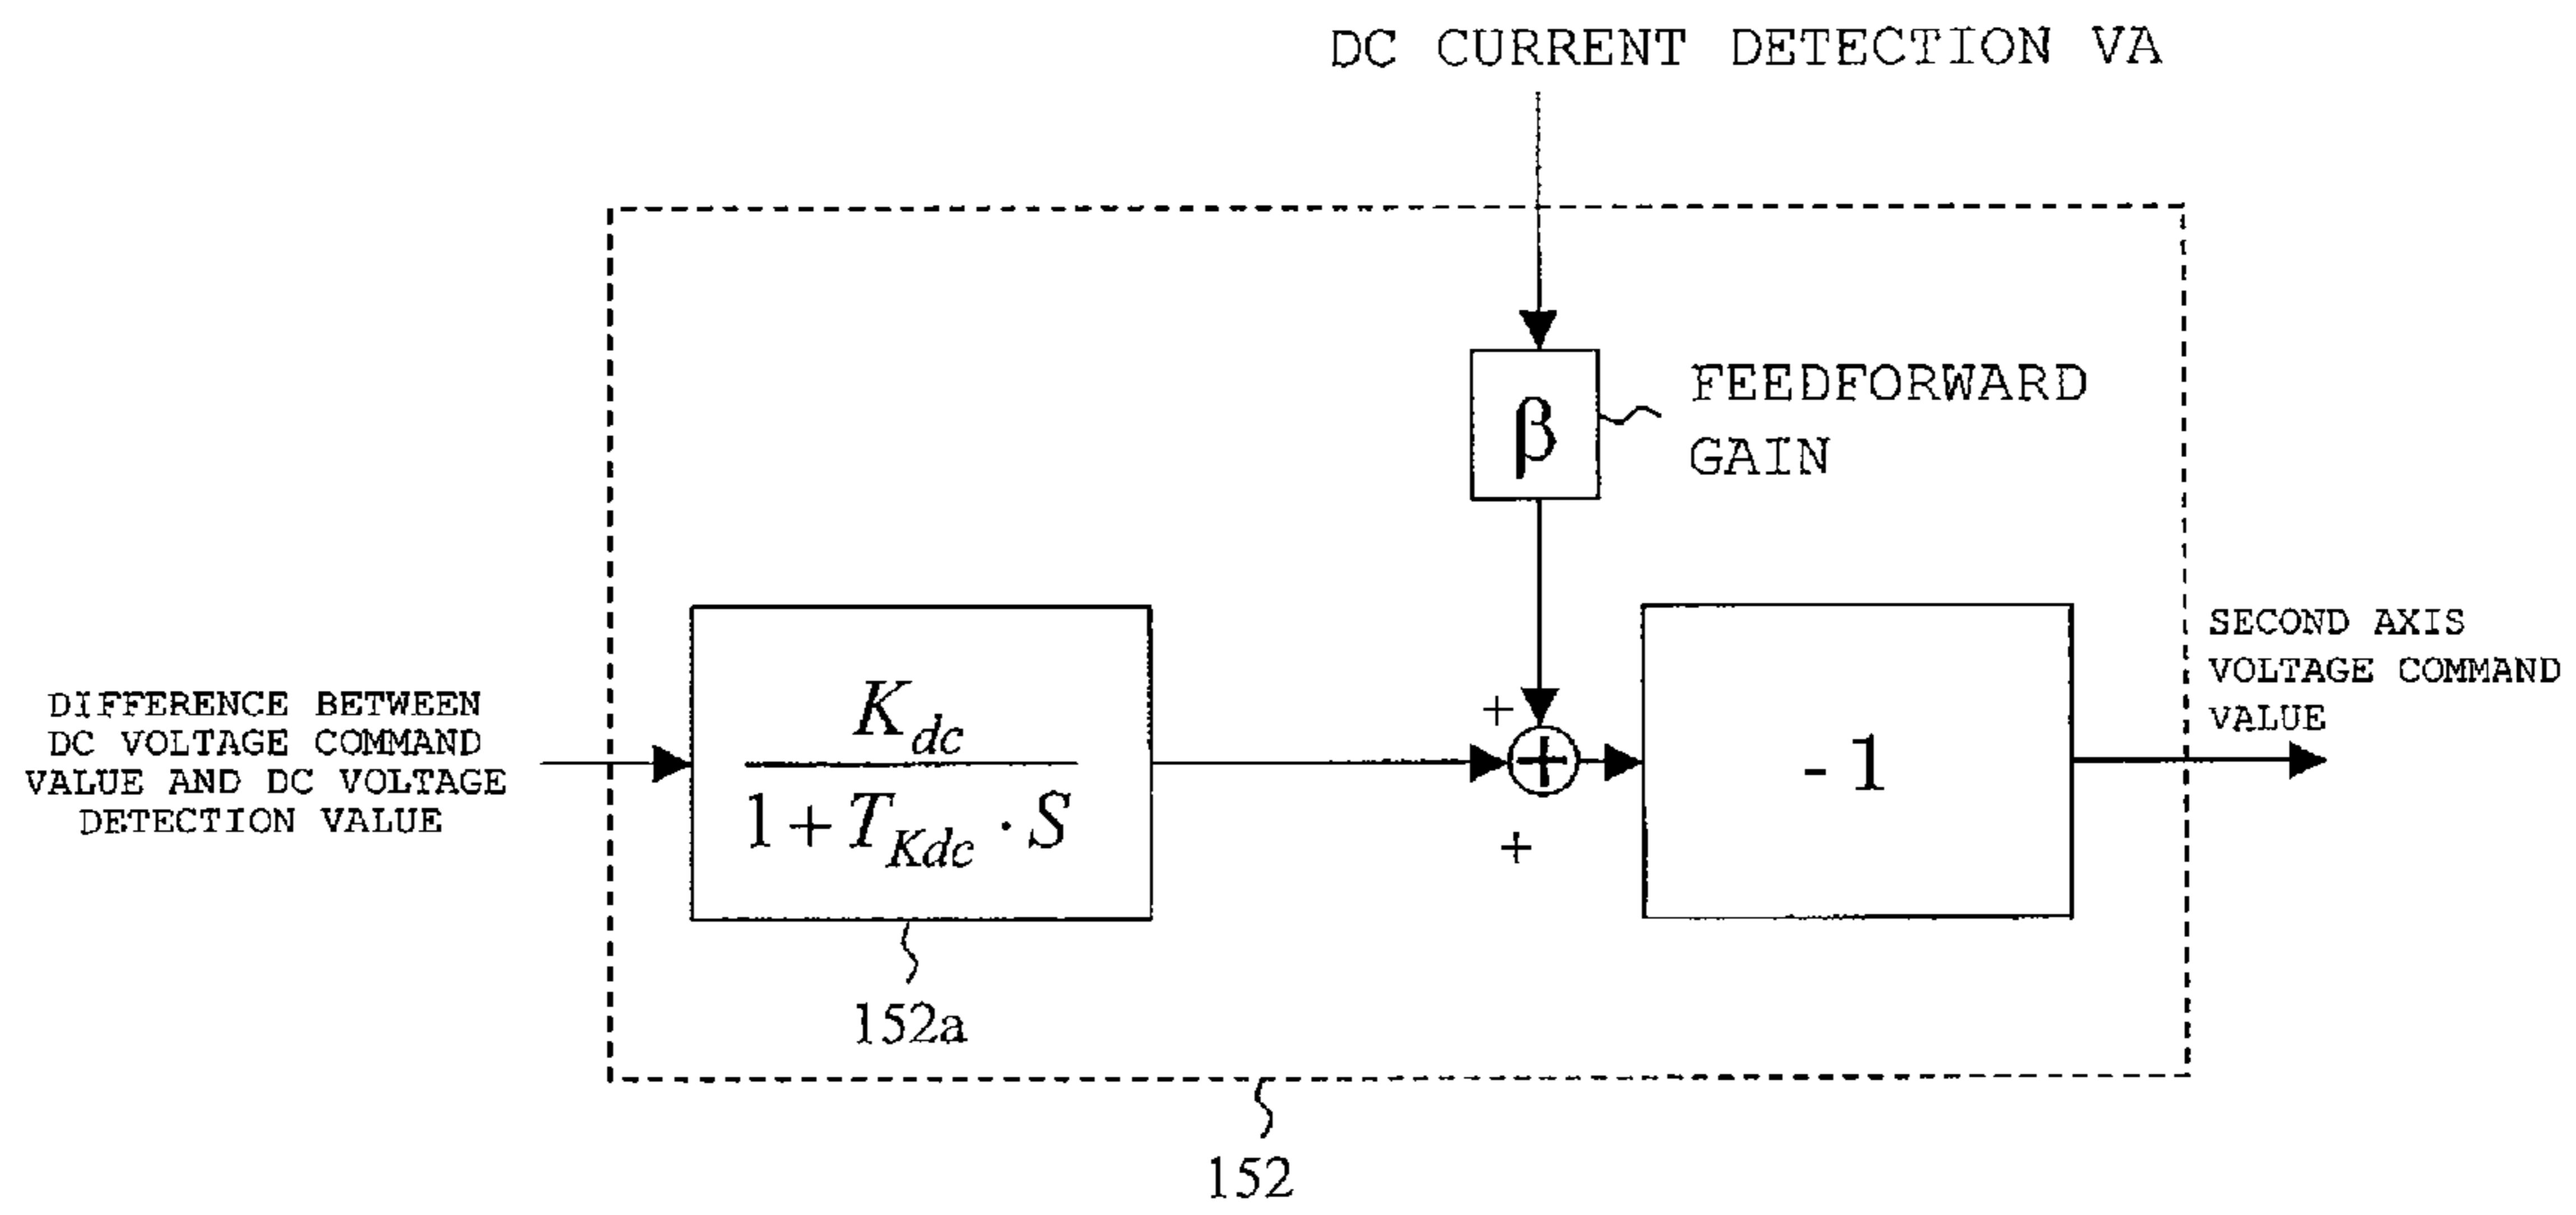 DC CURRENT DETECTION VA
β
FEEDFORWARD
GAIN
DIFFERENCE BETWEEN
DC VOLTAGE COMMAND
VALUE AND DC VOLTAGE
DETECTION VALUE
K_dc
1+T_Kdc · S
+
+
+
-1
SECOND AXIS
VOLTAGE COMMAND
VALUE
152a
152